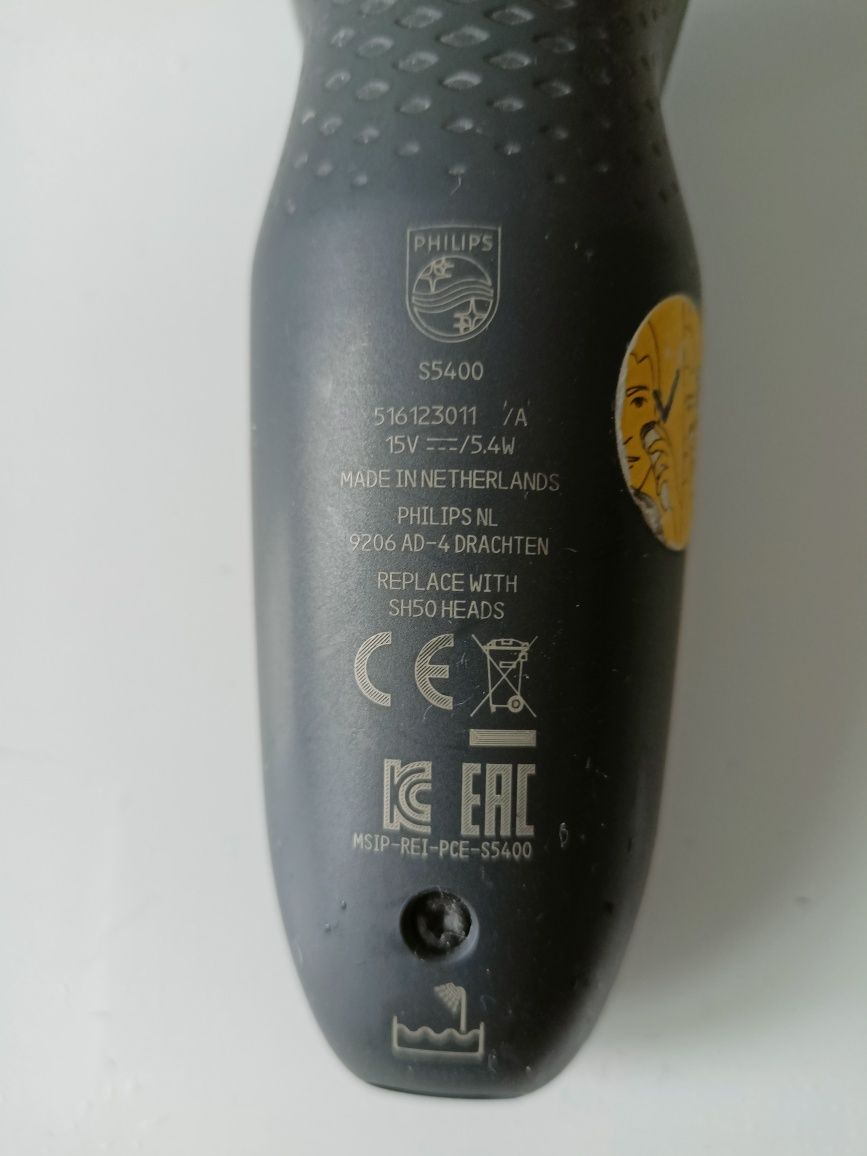 PHILIPS
S5400
516123011 /A
15V ⎓/5.4W
MADE IN NETHERLANDS
PHILIPS NL
9206 AD-4 DRACHTEN
REPLACE WITH
SH50 HEADS
CE
KC EAC
MSIP-REI-PCE-S5400